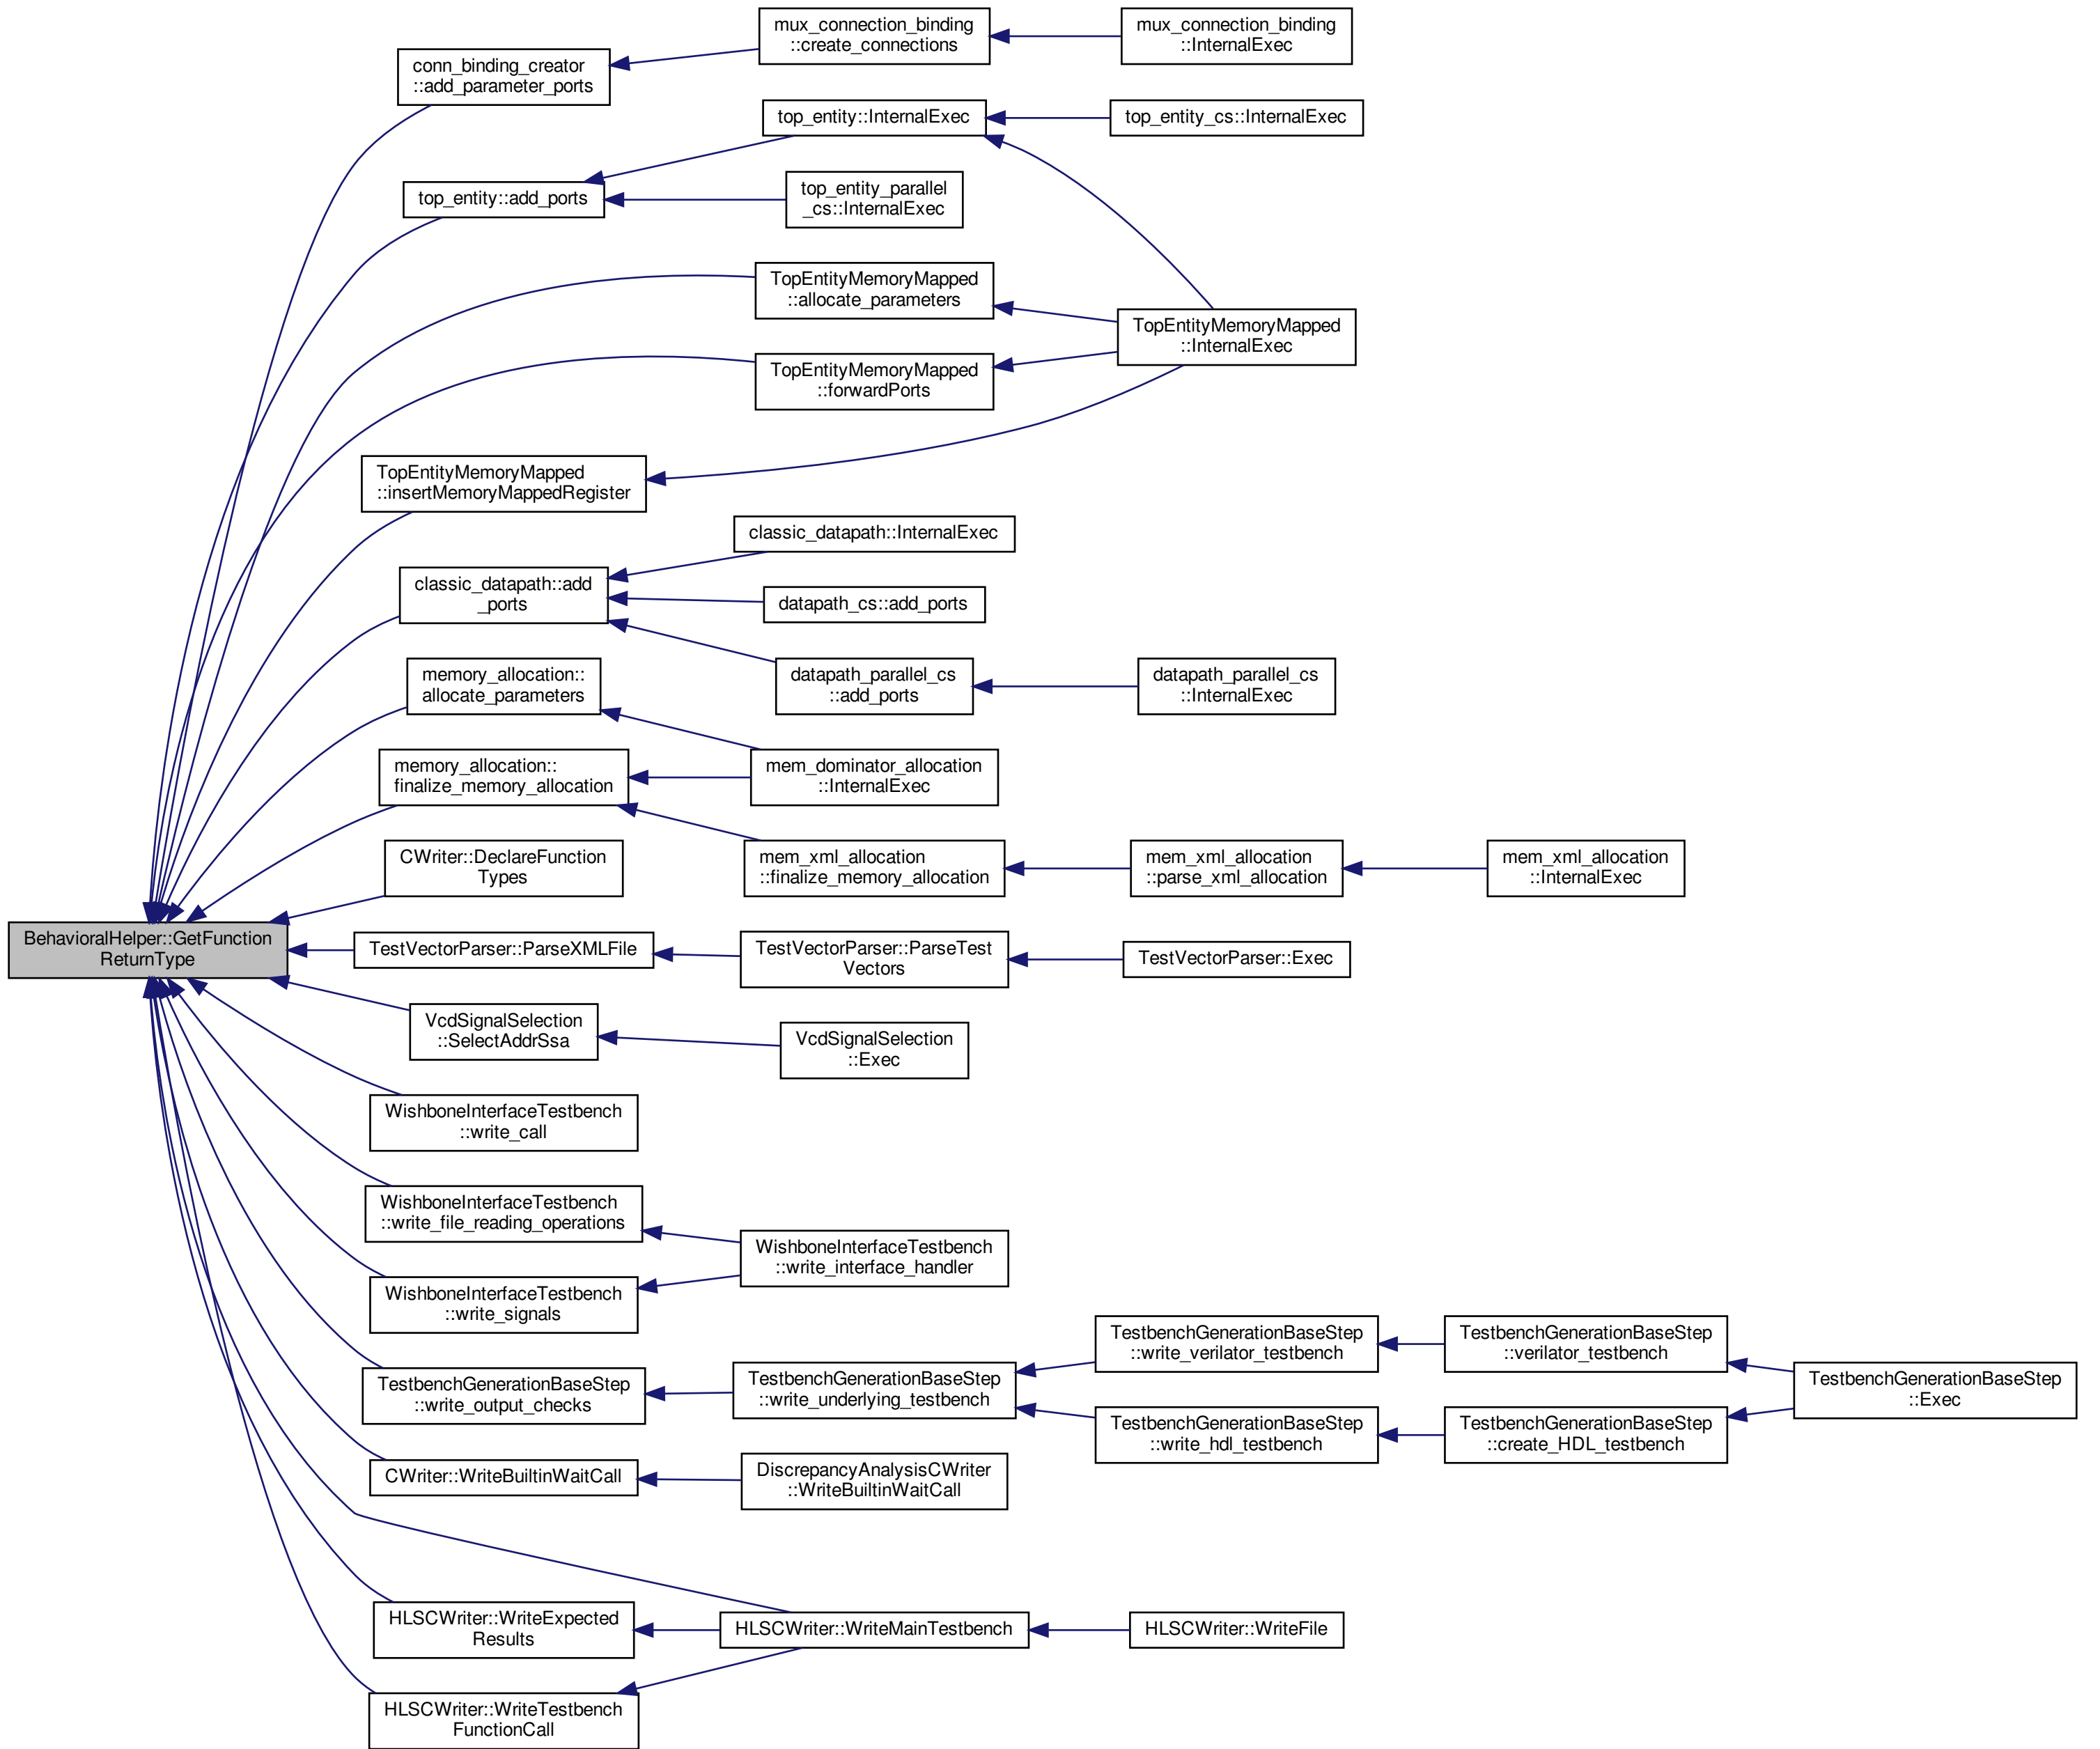 mux_connection_binding
::create_connections
mux_connection_binding
::InternalExec
conn_binding_creator
::add_parameter_ports
top_entity::InternalExec
top_entity_cs::InternalExec
top_entity::add_ports
top_entity_parallel
_cs::InternalExec
TopEntityMemoryMapped
::allocate_parameters
TopEntityMemoryMapped
::InternalExec
TopEntityMemoryMapped
::forwardPorts
TopEntityMemoryMapped
::insertMemoryMappedRegister
classic_datapath::InternalExec
classic_datapath::add
_ports
datapath_cs::add_ports
datapath_parallel_cs
::add_ports
datapath_parallel_cs
::InternalExec
memory_allocation::
allocate_parameters
memory_allocation::
finalize_memory_allocation
mem_dominator_allocation
::InternalExec
mem_xml_allocation
::finalize_memory_allocation
mem_xml_allocation
::parse_xml_allocation
mem_xml_allocation
::InternalExec
CWriter::DeclareFunction
Types
BehavioralHelper::GetFunction
ReturnType
TestVectorParser::ParseXMLFile
TestVectorParser::ParseTest
Vectors
TestVectorParser::Exec
VcdSignalSelection
::SelectAddrSsa
VcdSignalSelection
::Exec
WishboneInterfaceTestbench
::write_call
WishboneInterfaceTestbench
::write_file_reading_operations
WishboneInterfaceTestbench
::write_interface_handler
WishboneInterfaceTestbench
::write_signals
TestbenchGenerationBaseStep
::write_output_checks
TestbenchGenerationBaseStep
::write_underlying_testbench
TestbenchGenerationBaseStep
::write_verilator_testbench
TestbenchGenerationBaseStep
::verilator_testbench
TestbenchGenerationBaseStep
::Exec
TestbenchGenerationBaseStep
::write_hdl_testbench
TestbenchGenerationBaseStep
::create_HDL_testbench
CWriter::WriteBuiltinWaitCall
DiscrepancyAnalysisCWriter
::WriteBuiltinWaitCall
HLSCWriter::WriteExpected
Results
HLSCWriter::WriteMainTestbench
HLSCWriter::WriteFile
HLSCWriter::WriteTestbench
FunctionCall